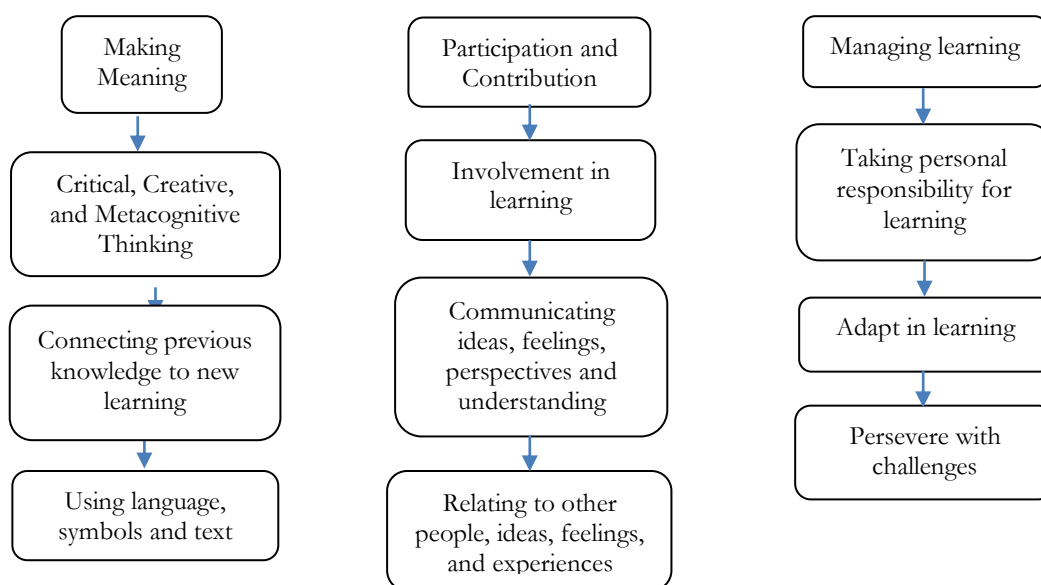 Making
Meaning
Critical, Creative,
and Metacognitive
Thinking
Connecting previous
knowledge to new
learning
Using language,
symbols and text
Participation and
Contribution
Involvement in
learning
Communicating
ideas, feelings,
perspectives and
understanding
Relating to other
people, ideas, feelings,
and experiences
Managing learning
Taking personal
responsibility for
learning
Adapt in learning
Persevere with
challenges